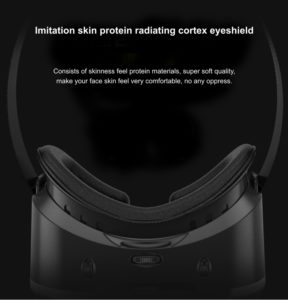 Imitation skin protein radiating cortex eyeshield
Consists of skinness feel protein materials, super soft quality,
make your face skin feel very comfortable, no any oppress.